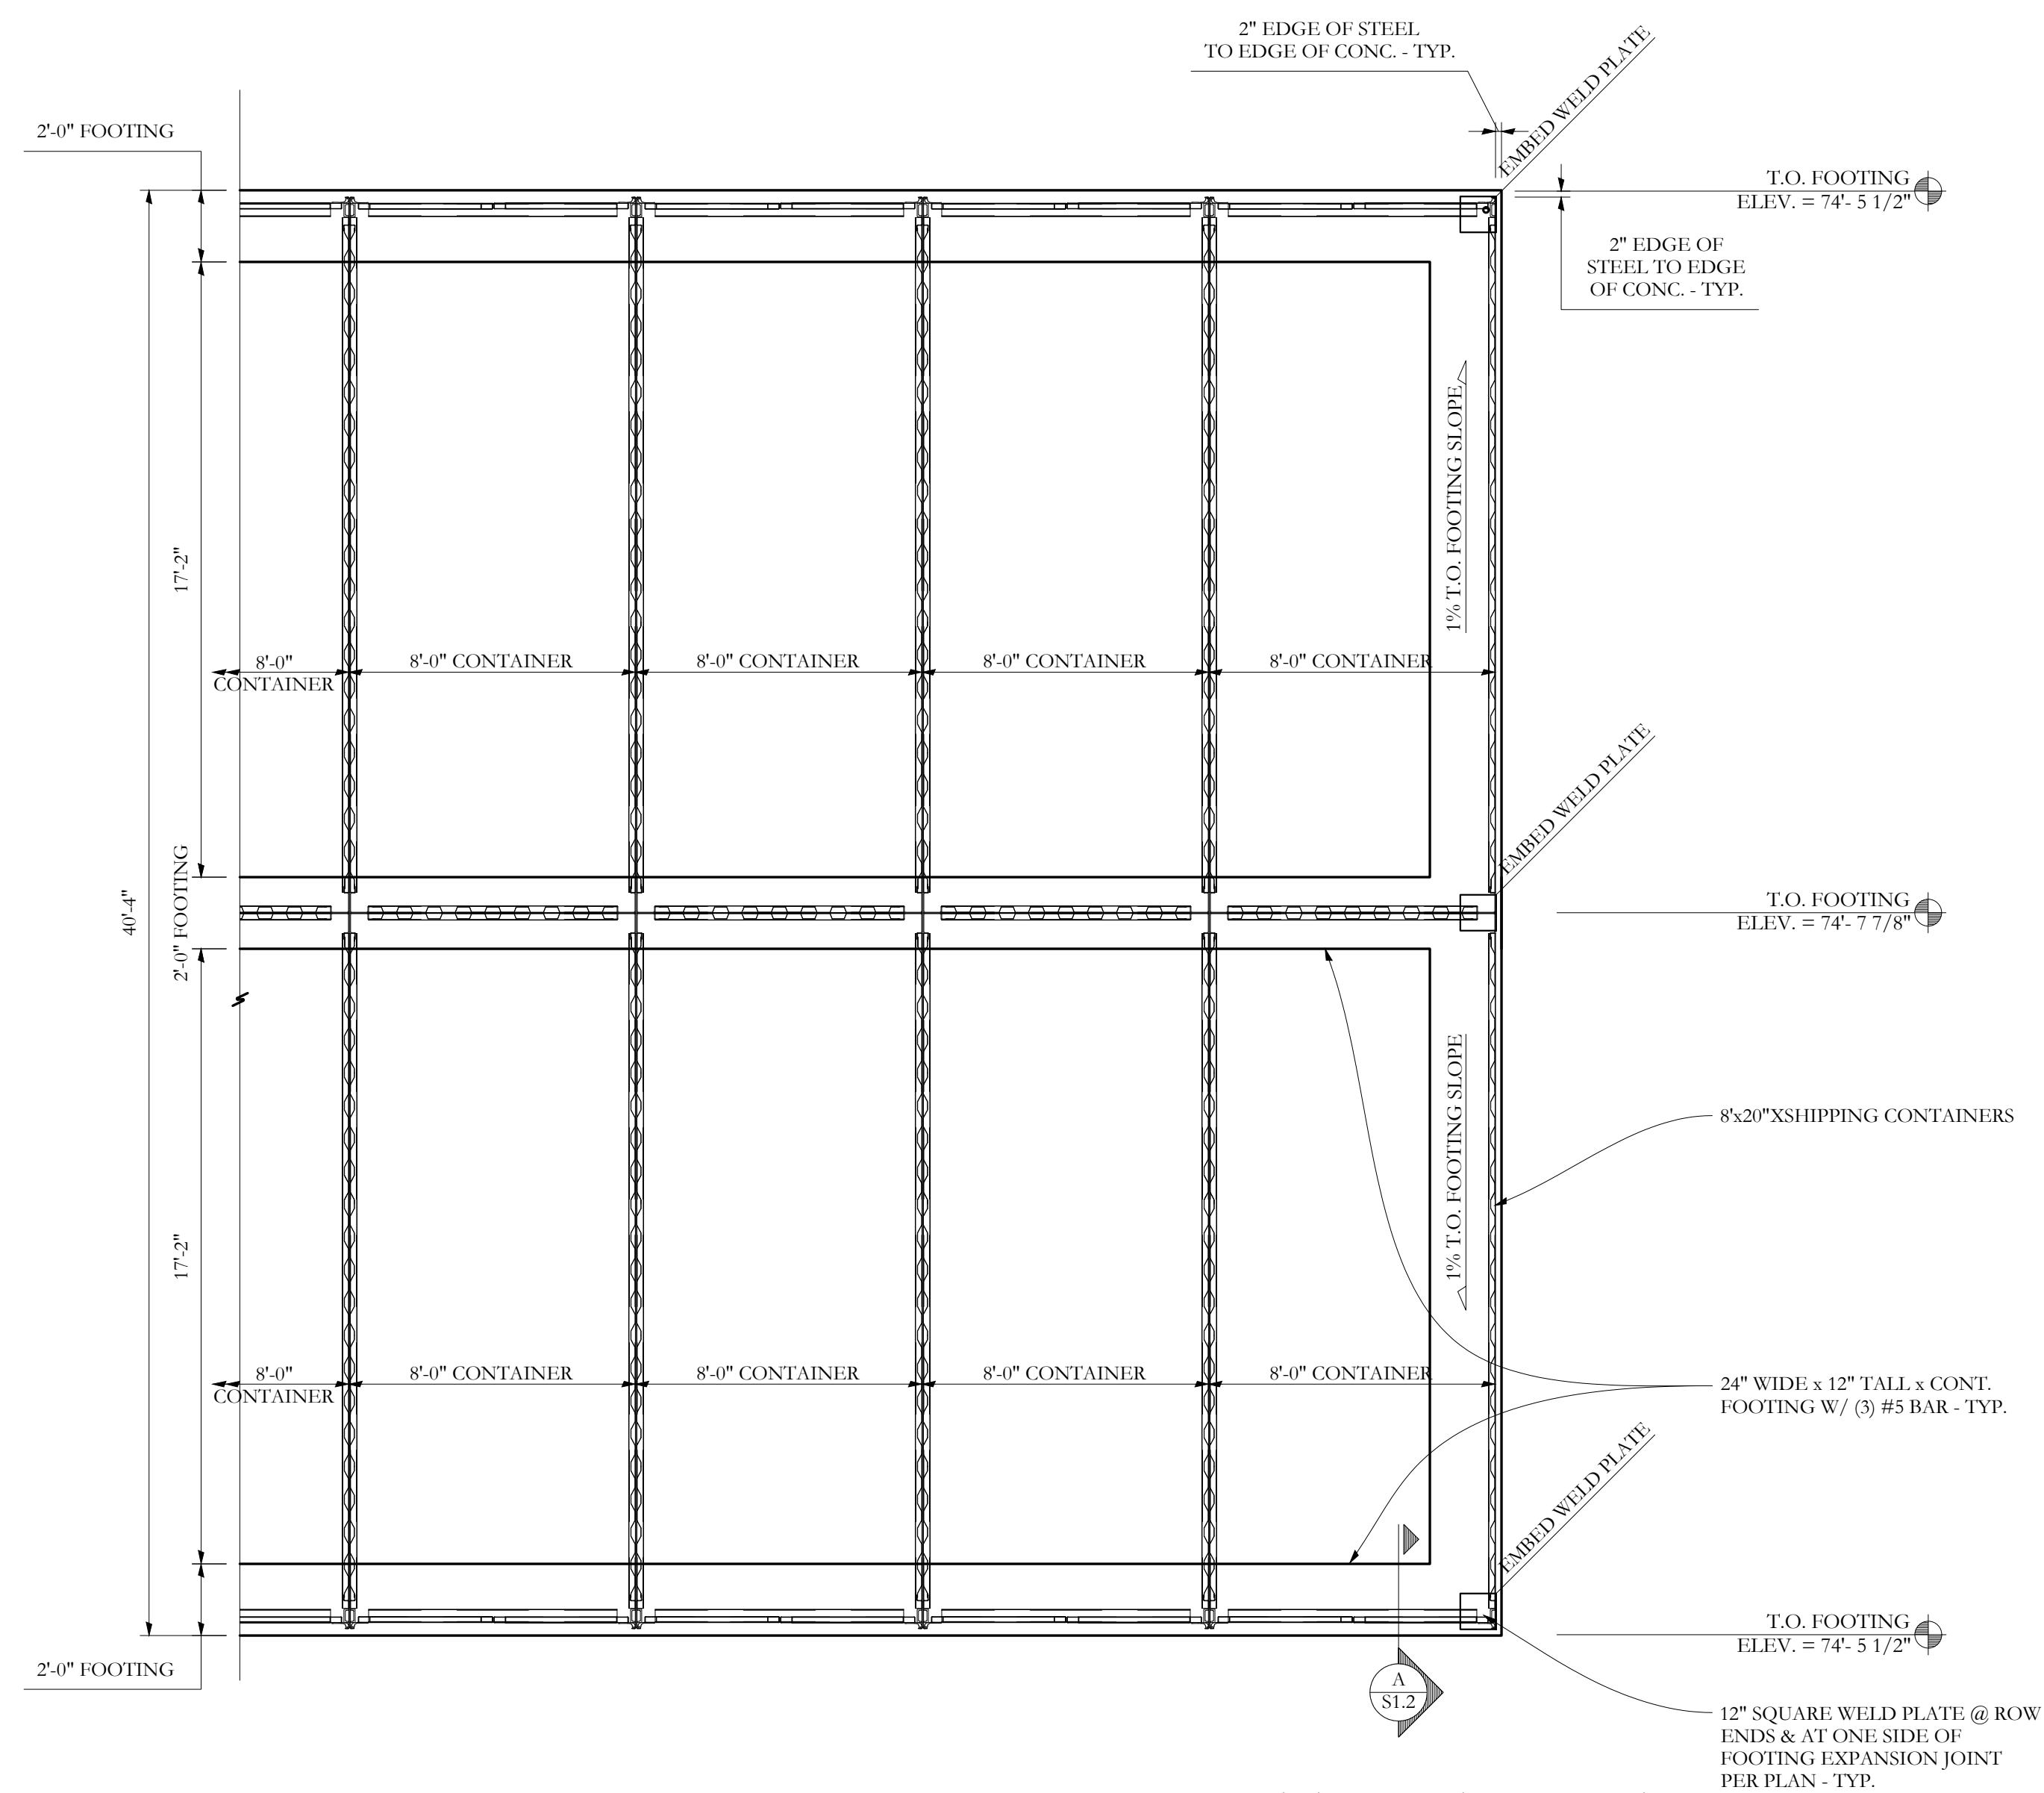 2" EDGE OF STEEL
TO EDGE OF CONC. - TYP.
EMBED WELD PLATE
2'-0" FOOTING
T.O. FOOTING
ELEV. = 74'- 5 1/2"
2" EDGE OF
STEEL TO EDGE
OF CONC. - TYP.
1% T.O. FOOTING SLOPE
17'-2"
8'-0"
CONTAINER
8'-0" CONTAINER
8'-0" CONTAINER
8'-0" CONTAINER
8'-0" CONTAINER
EMBED WELD PLATE
40'-4"
2'-0" FOOTING
T.O. FOOTING
ELEV. = 74'- 7 7/8"
1% T.O. FOOTING SLOPE
8'x20"XSHIPPING CONTAINERS
17'-2"
8'-0"
CONTAINER
8'-0" CONTAINER
8'-0" CONTAINER
8'-0" CONTAINER
8'-0" CONTAINER
24" WIDE x 12" TALL x CONT.
FOOTING W/ (3) #5 BAR - TYP.
EMBED WELD PLATE
T.O. FOOTING
ELEV. = 74'- 5 1/2"
2'-0" FOOTING
A
S1.2
12" SQUARE WELD PLATE @ ROW
ENDS & AT ONE SIDE OF
FOOTING EXPANSION JOINT
PER PLAN - TYP.